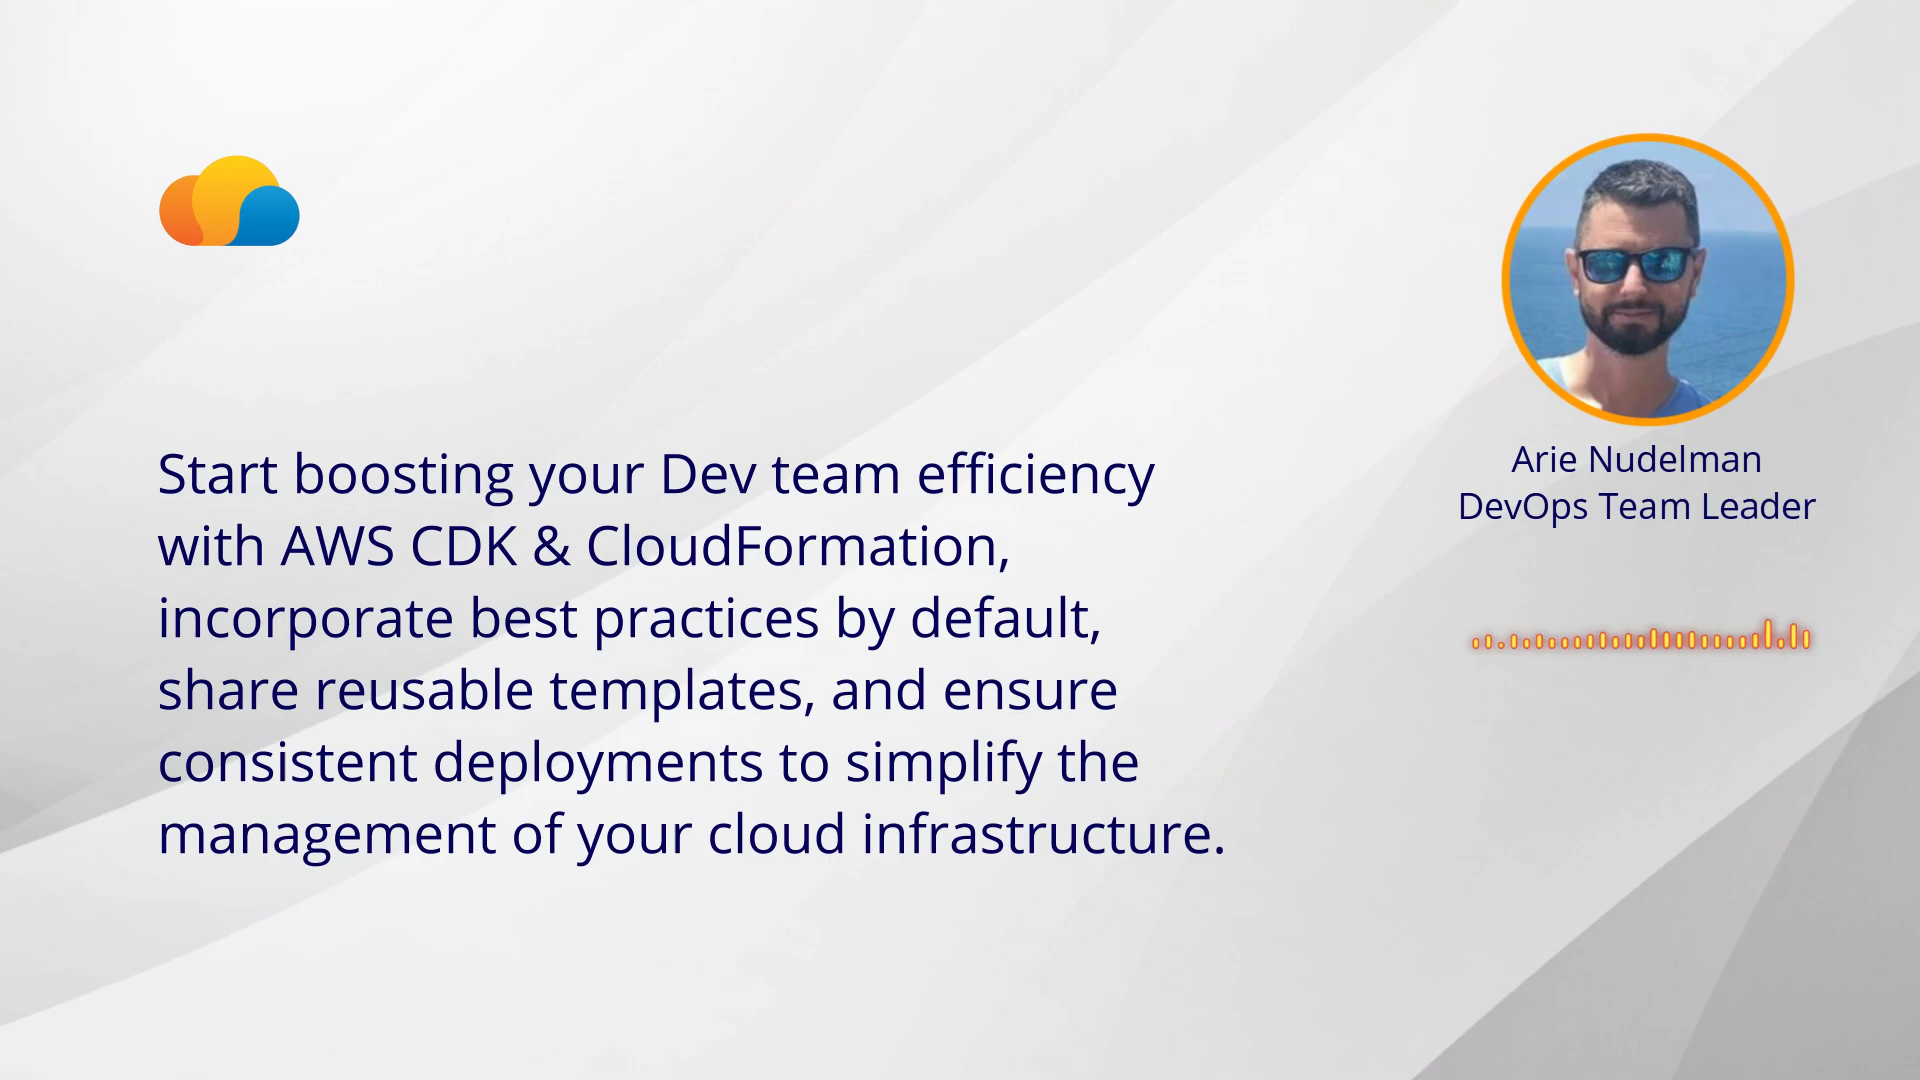 Start boosting your Dev team efficiency
with AWS CDK & CloudFormation,
incorporate best practices by default,
share reusable templates, and ensure
consistent deployments to simplify the
management of your cloud infrastructure.
Arie Nudelman
DevOps Team Leader